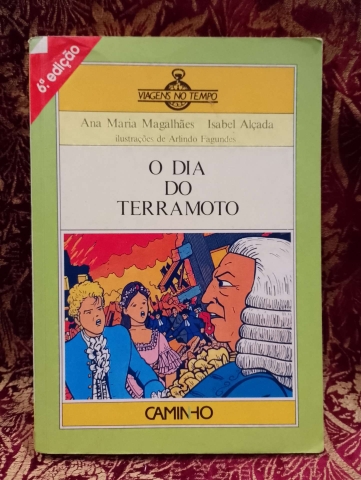 6ª. edição
VIAGENS NO TEMPO
Ana Maria Magalhães Isabel Alçada
ilustrações de Arlindo Fagundes
O DIA
DO
TERRAMOTO
CAMINHO